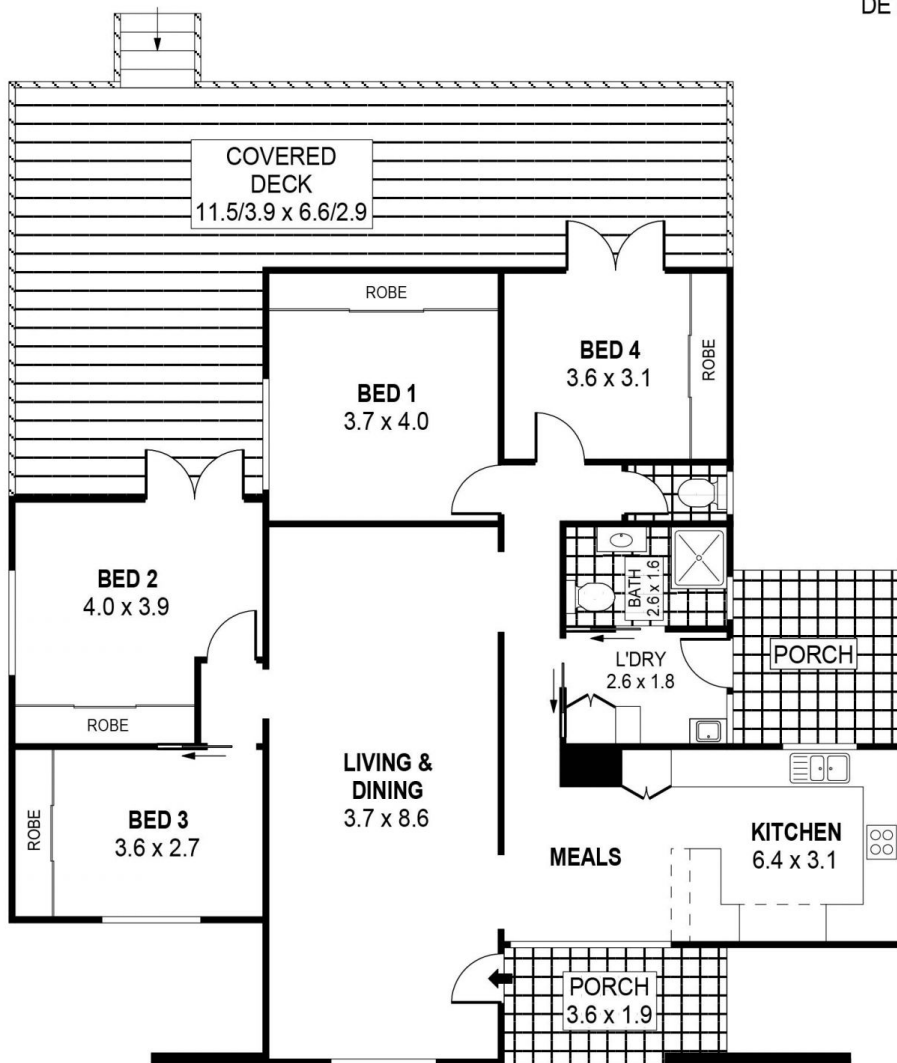 DE
COVERED
DECK
11.5/3.9 x 6.6/2.9
ROBE
BED 1
3.7 x 4.0
BED 4
3.6 x 3.1
ROBE
BED 2
4.0 x 3.9
ROBE
BATH
2.6 x 1.6
L'DRY
2.6 x 1.8
PORCH
ROBE
BED 3
3.6 x 2.7
LIVING &
DINING
3.7 x 8.6
MEALS
KITCHEN
6.4 x 3.1
PORCH
3.6 x 1.9